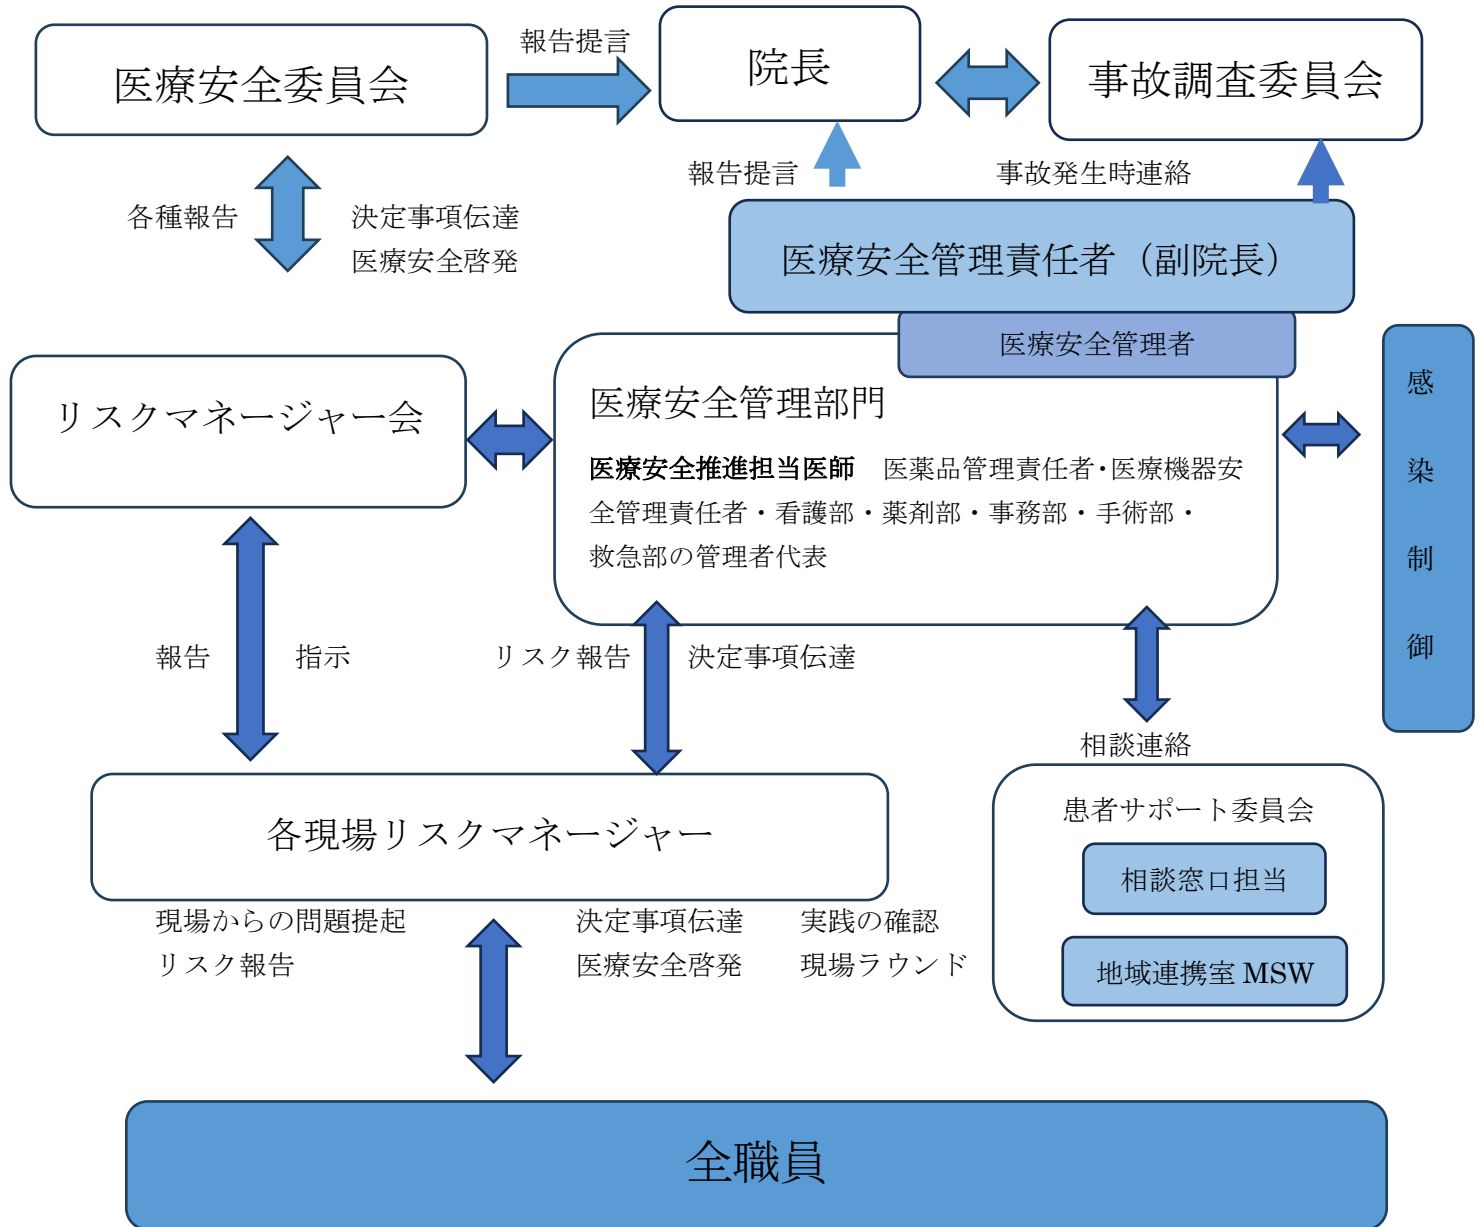 医療安全委員会
報告提言
院長
事故調査委員会
各種報告
決定事項伝達
医療安全啓発
報告提言
事故発生時連絡
医療安全管理責任者（副院長）
医療安全管理者
リスクマネージャー会
医療安全管理部門
医療安全推進担当医師　医薬品管理責任者・医療機器安
全管理責任者・看護部・薬剤部・事務部・手術部・
救急部の管理者代表
感
染
制
御
報告
指示
リスク報告
決定事項伝達
相談連絡
各現場リスクマネージャー
患者サポート委員会
相談窓口担当
地域連携室 MSW
現場からの問題提起
リスク報告
決定事項伝達
医療安全啓発
実践の確認
現場ラウンド
全職員